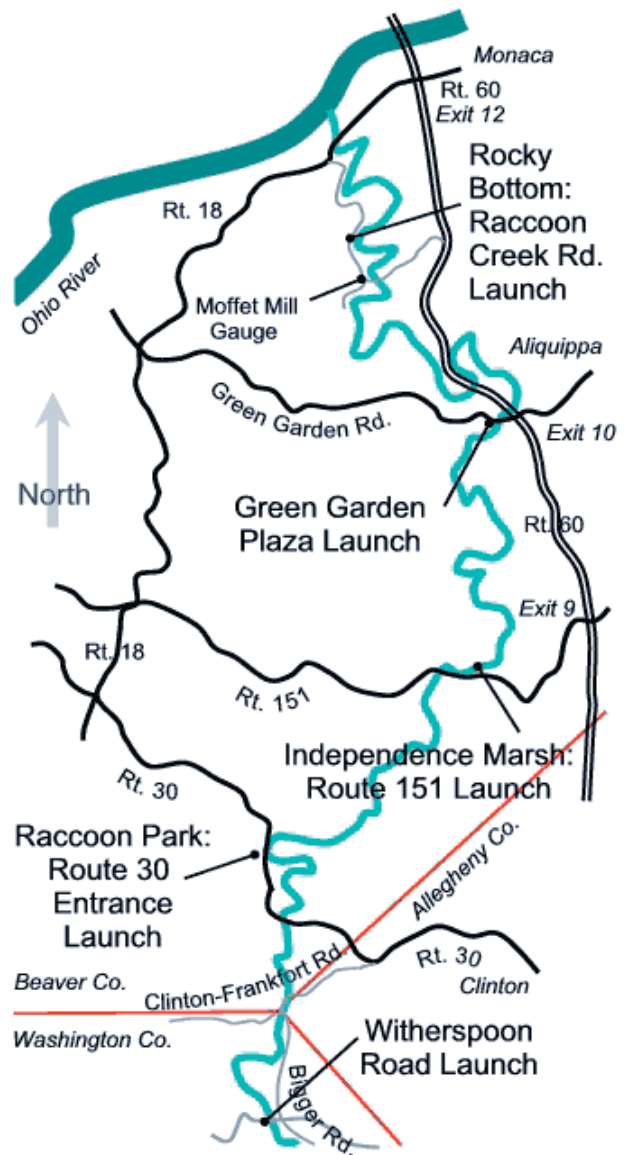 Monaca
Rt. 60
Exit 12
Rocky
Bottom:
Raccoon
Creek Rd.
Launch
Rt. 18
Ohio River
Moffet Mill
Gauge
Aliquippa
Green Garden Rd.
Exit 10
North
Green Garden
Plaza Launch
Rt. 60
Exit 9
Rt. 18
Rt. 151
Independence Marsh:
Route 151 Launch
Rt. 30
Raccoon Park:
Route 30
Entrance
Launch
Allegheny Co.
Rt. 30
Beaver Co.
Clinton-Frankfort Rd.
Clinton
Washington Co.
Witherspoon
Road Launch
Bigger Rd.